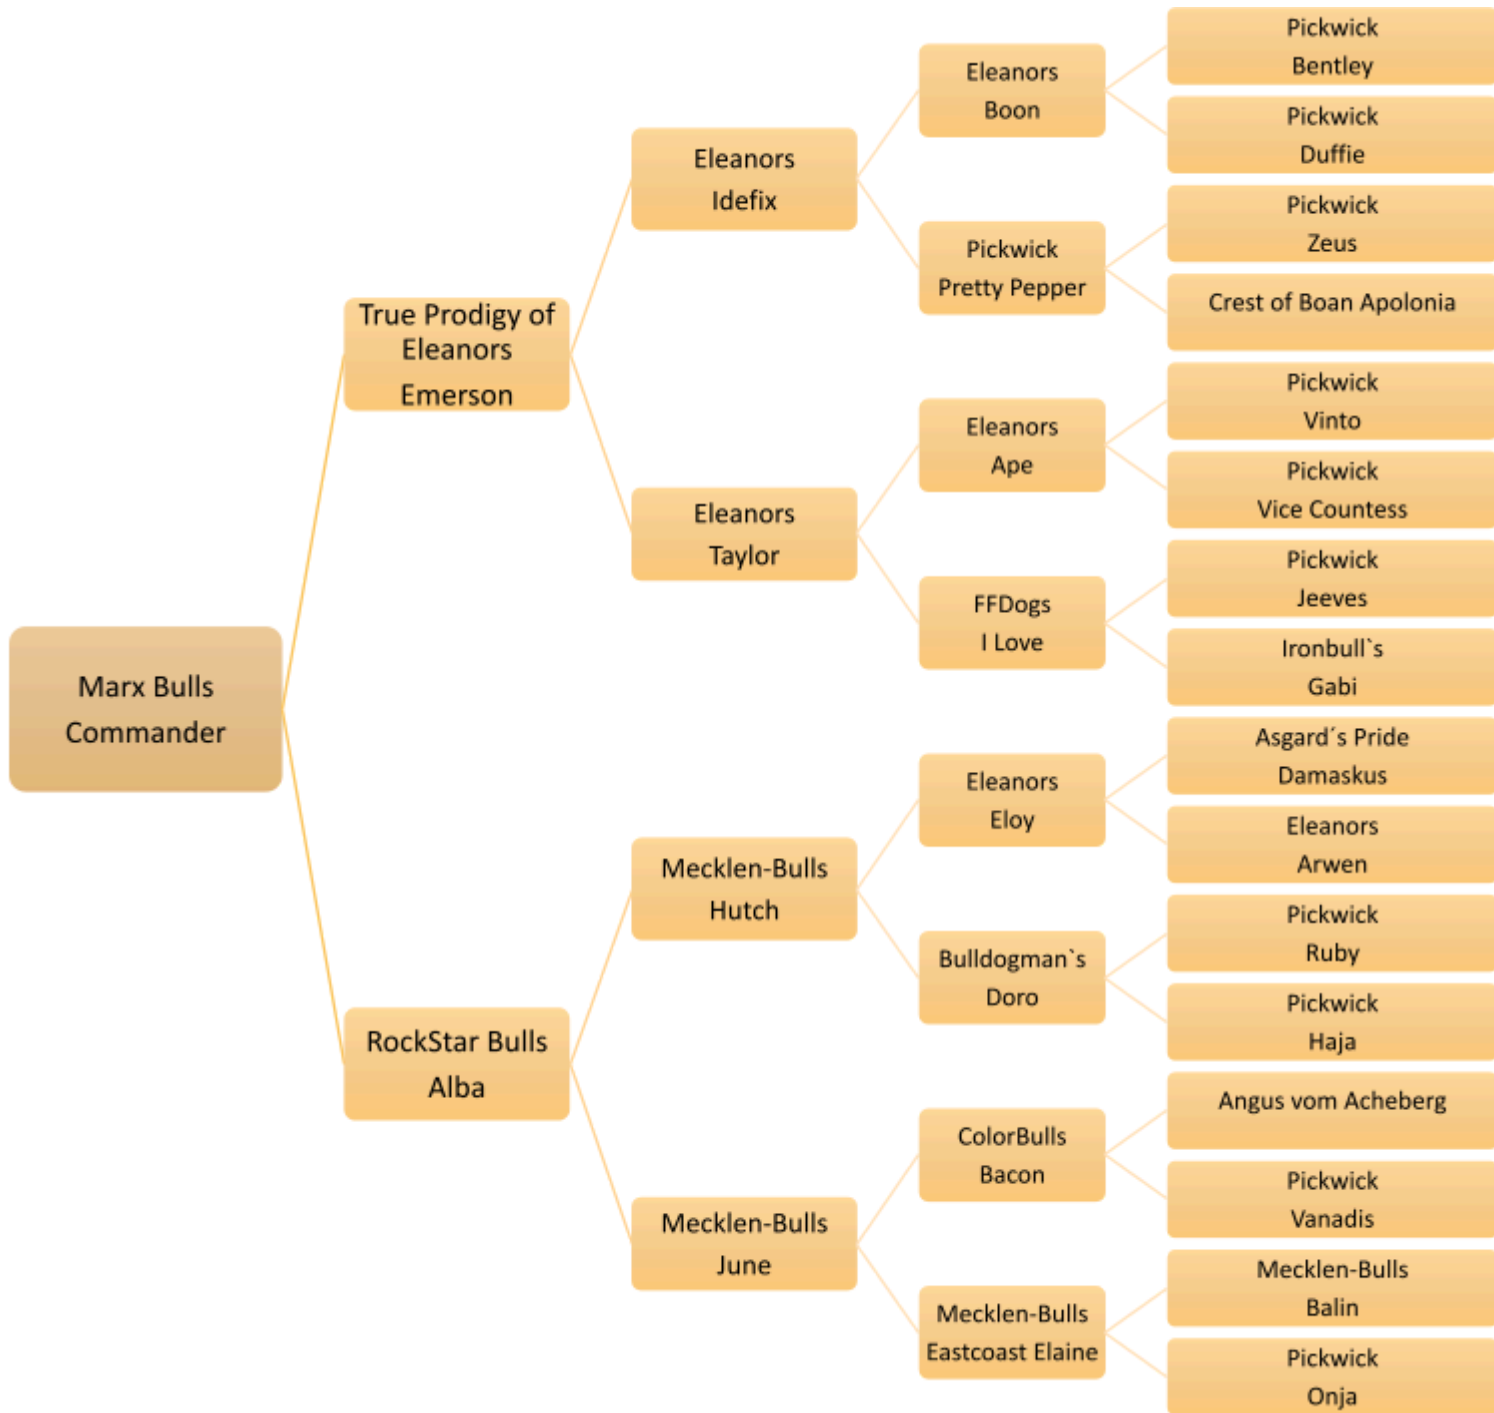 Marx Bulls
Commander
True Prodigy of
Eleanors
Emerson
RockStar Bulls
Alba
Eleanors
Idefix
Eleanors
Taylor
Mecklen-Bulls
Hutch
Mecklen-Bulls
June
Eleanors
Boon
Pickwick
Pretty Pepper
Eleanors
Ape
FFDogs
I Love
Eleanors
Eloy
Bulldogman`s
Doro
ColorBulls
Bacon
Mecklen-Bulls
Eastcoast Elaine
Pickwick
Bentley
Pickwick
Duffie
Pickwick
Zeus
Crest of Boan Apolonia
Pickwick
Vinto
Pickwick
Vice Countess
Pickwick
Jeeves
Ironbull`s
Gabi
Asgard´s Pride
Damaskus
Eleanors
Arwen
Pickwick
Ruby
Pickwick
Haja
Angus vom Acheberg
Pickwick
Vanadis
Mecklen-Bulls
Balin
Pickwick
Onja